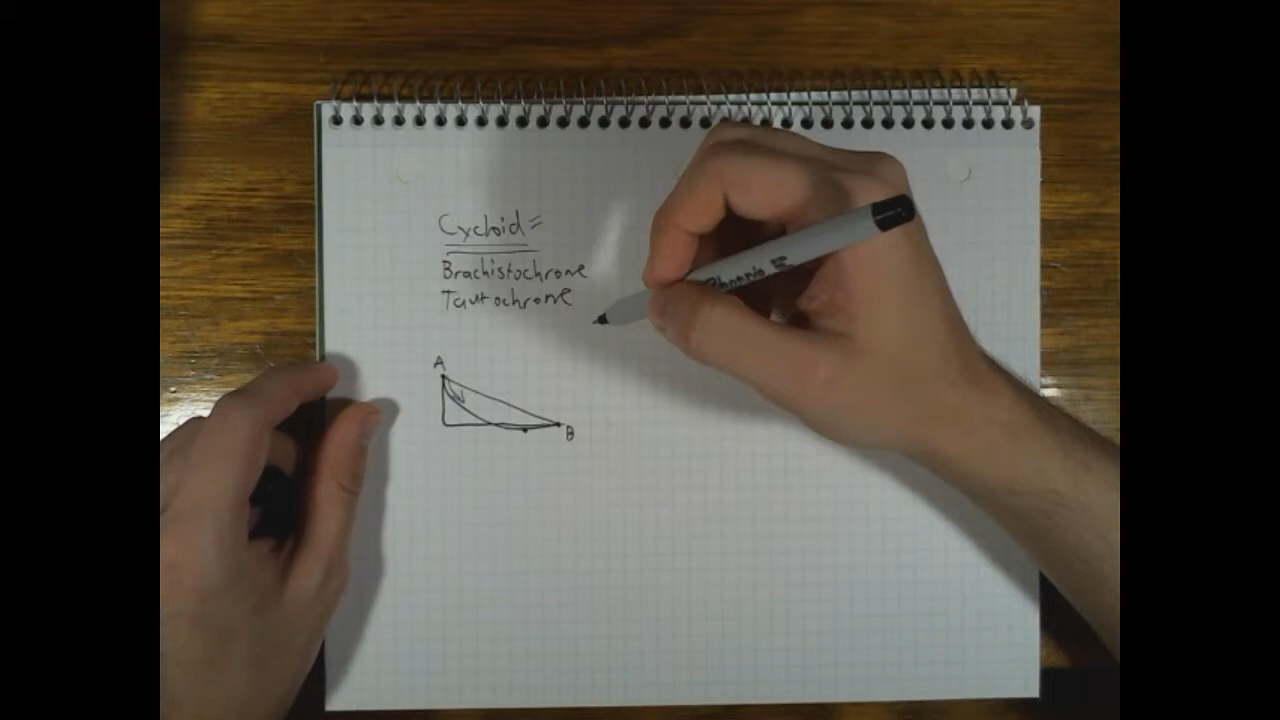 Cycloid =
Brachistochrone
Tautochrone
A
B